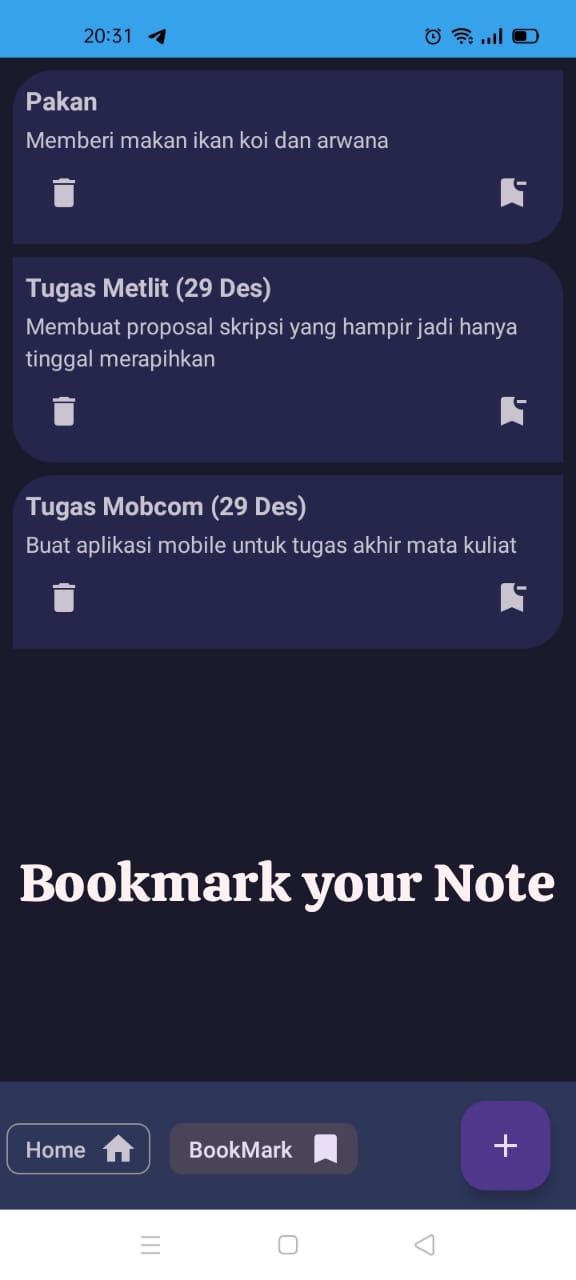 20:31
Pakan
Memberi makan ikan koi dan arwana
Tugas Metlit (29 Des)
Membuat proposal skripsi yang hampir jadi hanya
tinggal merapihkan
Tugas Mobcom (29 Des)
Buat aplikasi mobile untuk tugas akhir mata kuliat
Bookmark your Note
Home
BookMark